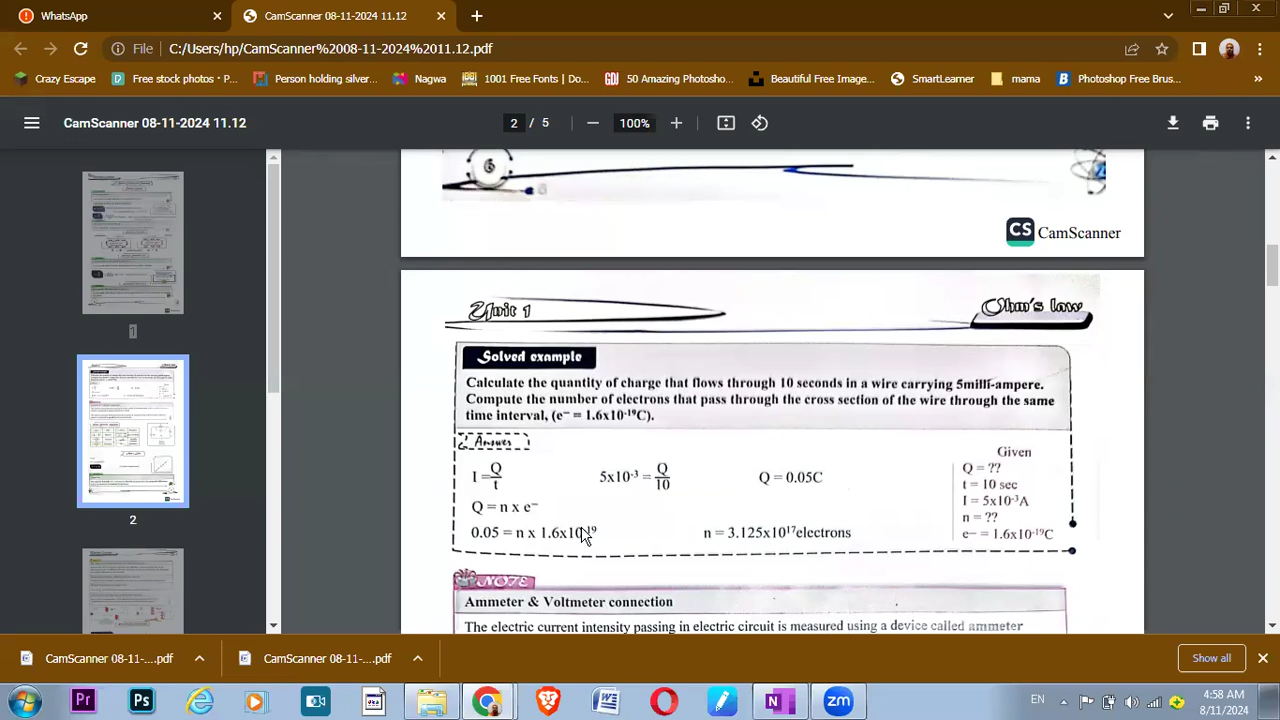 WhatsApp
CamScanner 08-11-2024 11.12
File
C:/Users/hp/CamScanner%2008-11-2024%2011.12.pdf
Crazy Escape
Free stock photos · P...
Person holding silver...
Nagwa
1001 Free Fonts | Do...
50 Amazing Photosho...
Beautiful Free Image...
SmartLearner
mama
Photoshop Free Brus...
CamScanner 08-11-2024 11.12
2 / 5
100%
1
2
6
CS CamScanner
Unit 1
Ohm's law
Solved example
Calculate the quantity of charge that flows through 10 seconds in a wire carrying 5milli-ampere.
Compute the number of electrons that pass through the cross section of the wire through the same
time interval, (e⁻ = 1.6x10⁻¹⁹C).
Answer
Given
I = Q/t
5x10⁻³ = Q/10
Q = 0.05C
Q = ??
t = 10 sec
I = 5x10⁻³A
Q = n x e⁻
n = ??
0.05 = n x 1.6x10⁻¹⁹
n = 3.125x10¹⁷electrons
e⁻ = 1.6x10⁻¹⁹C
NOTE
Ammeter & Voltmeter connection
The electric current intensity passing in electric circuit is measured using a device called ammeter
CamScanner 08-11-....pdf
CamScanner 08-11-....pdf
Show all
Pr
Ps
EN
4:58 AM
8/11/2024